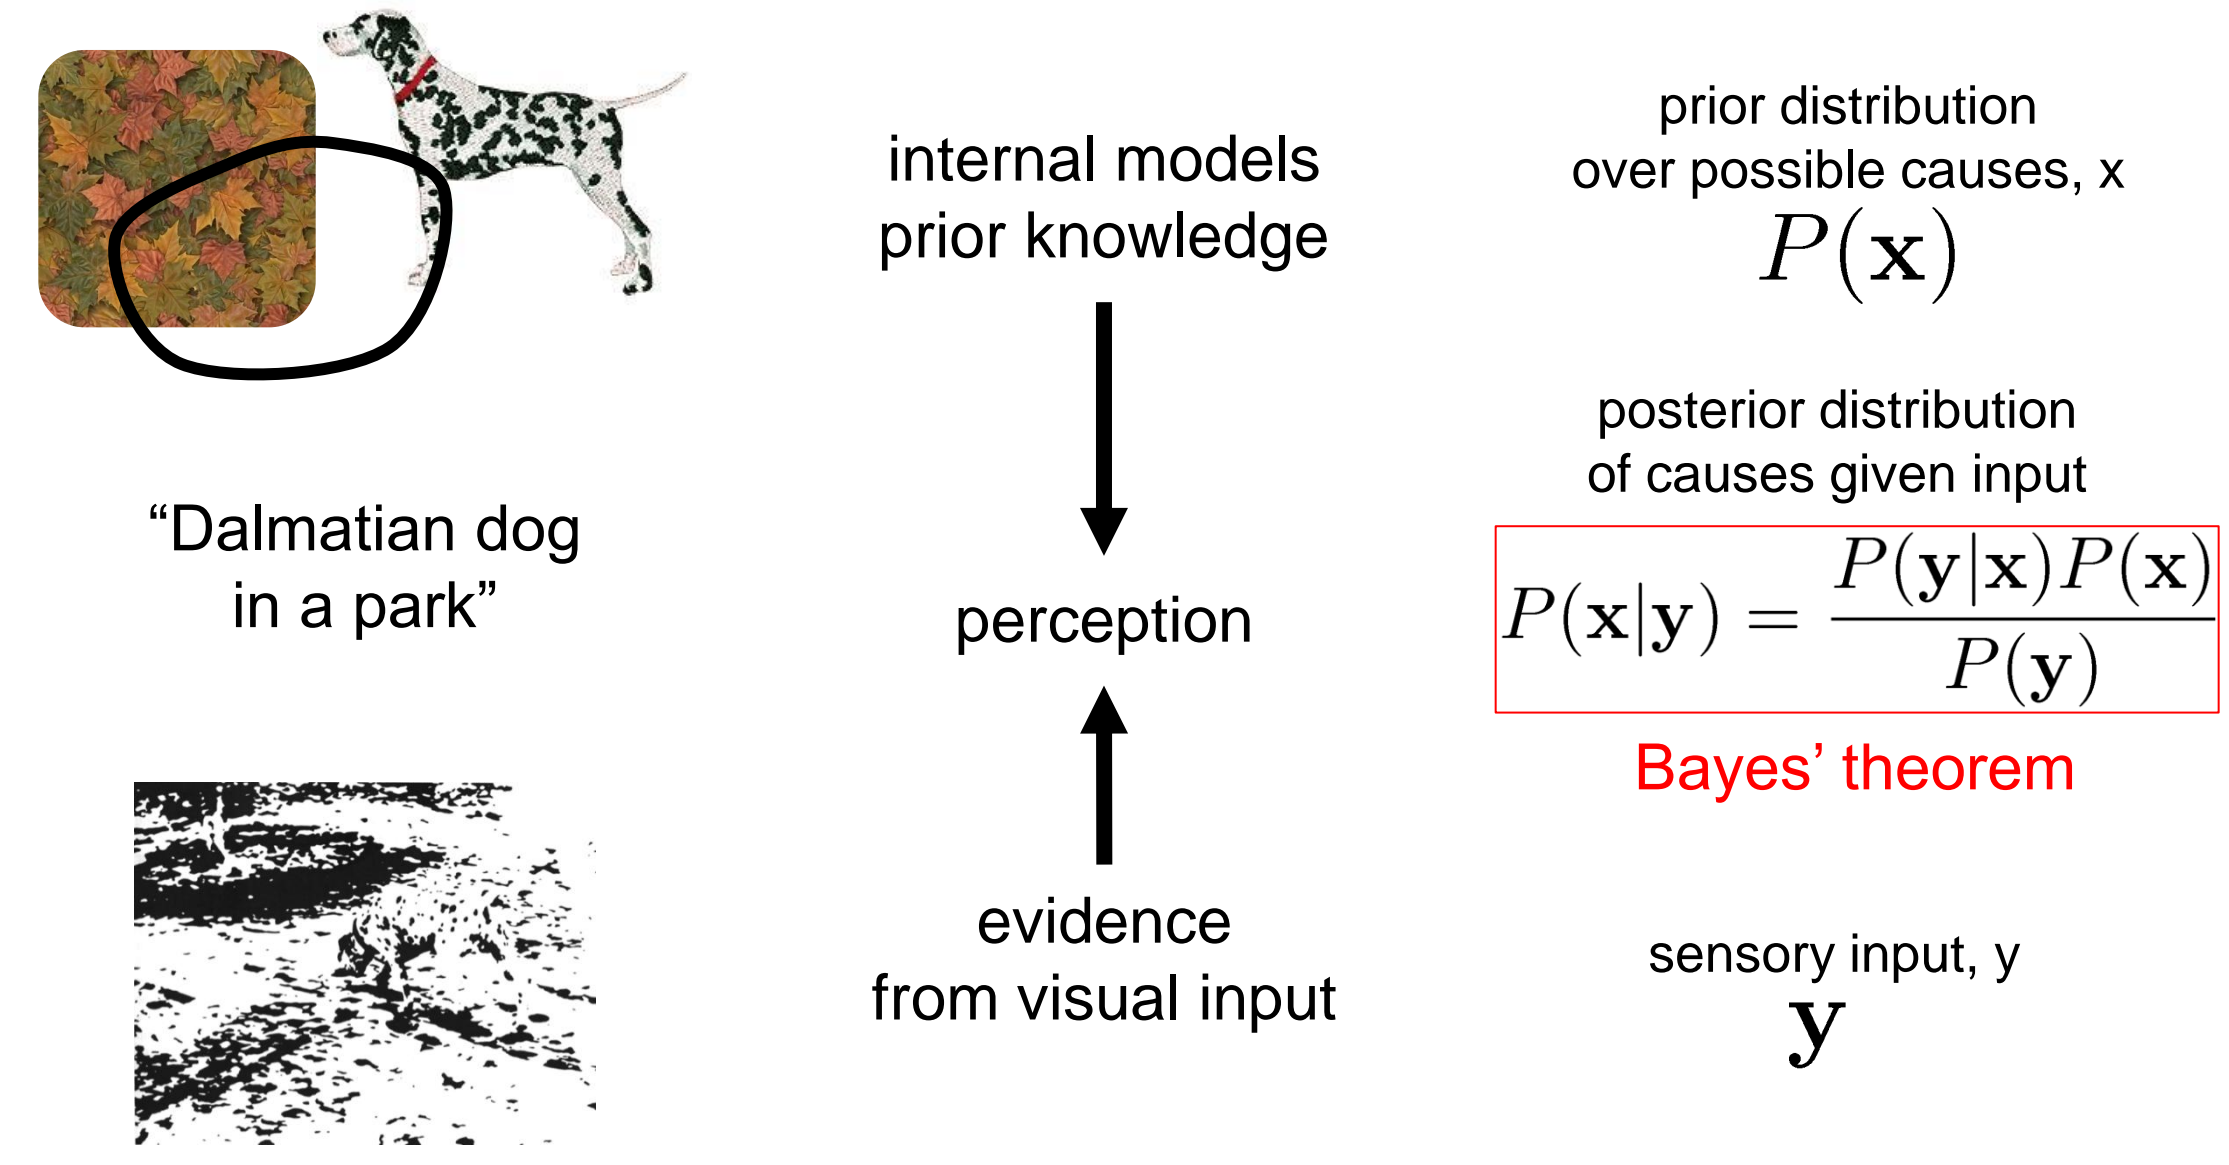 internal models
prior knowledge
prior distribution
over possible causes, x
P(x)
“Dalmatian dog
in a park”
perception
posterior distribution
of causes given input
P(x|y) = P(y|x)P(x) / P(y)
Bayes’ theorem
evidence
from visual input
sensory input, y
y